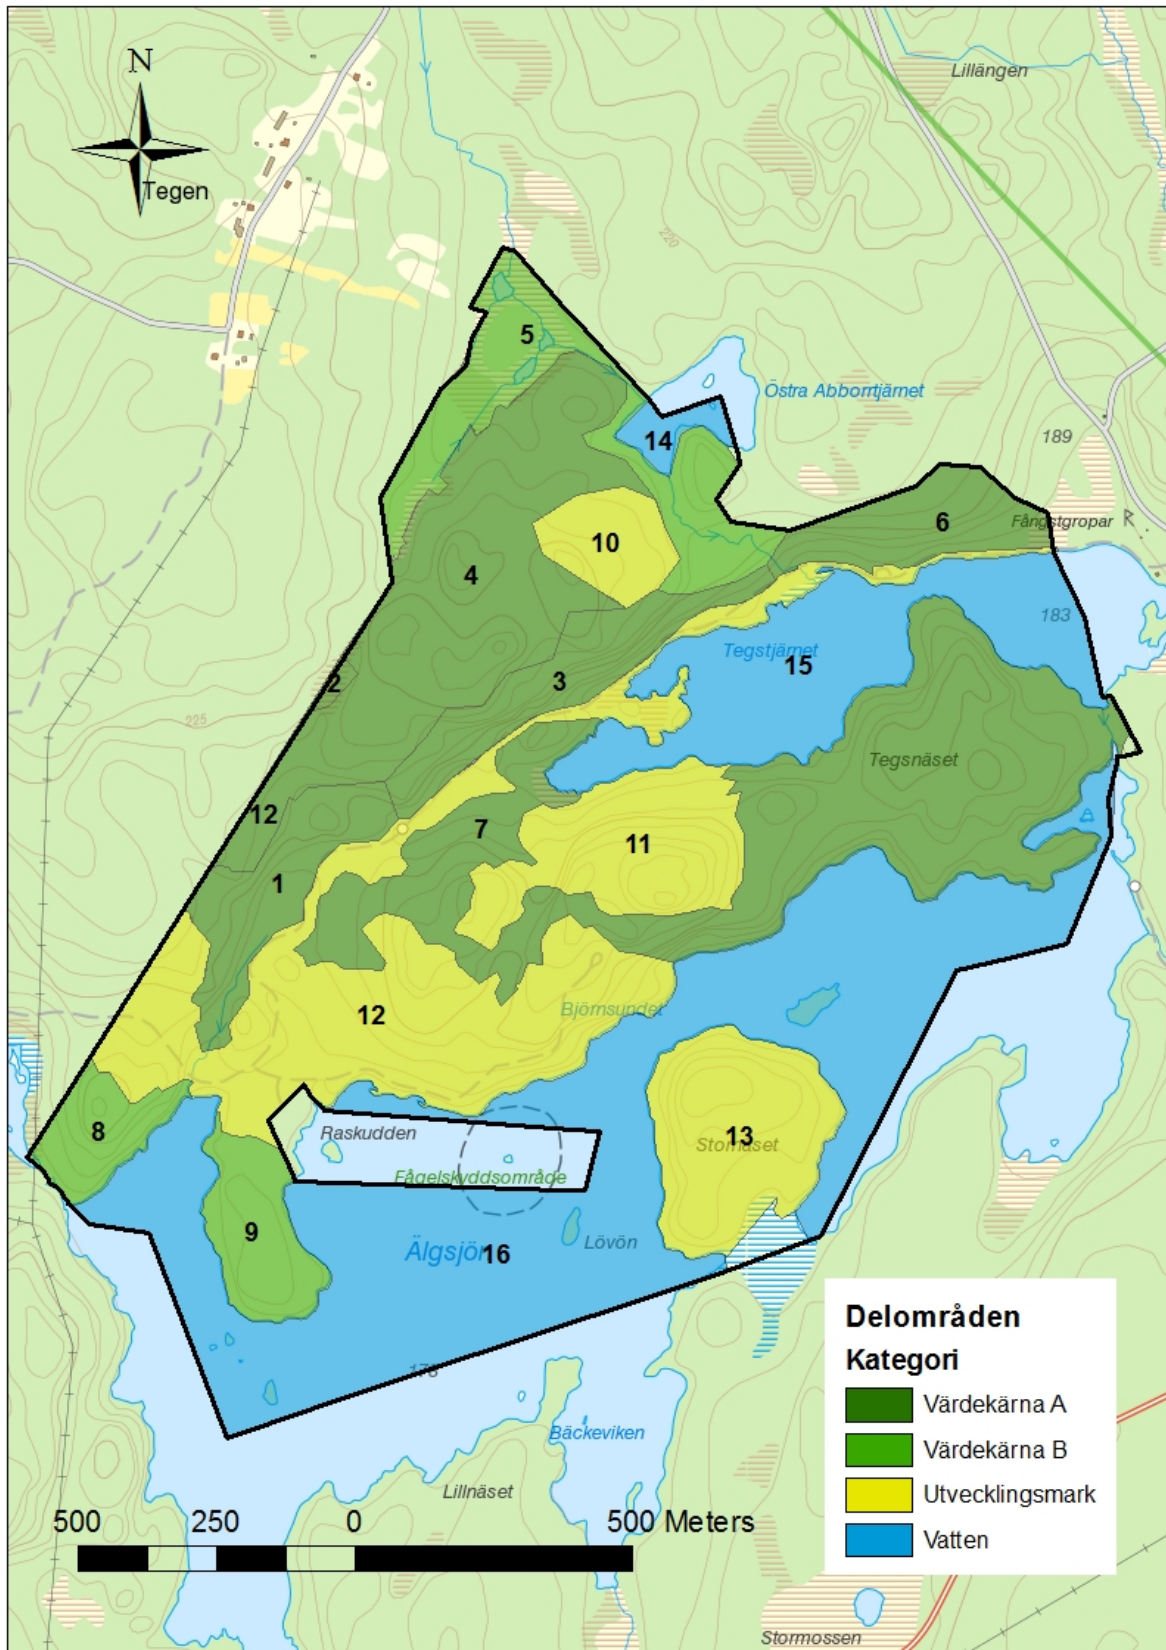 Lillängen
N
Tegen
220
5
Östra Abborrtjärnet
14
189
6
Fångstgropar R
10
4
183
Tegstjärnet
15
2
3
225
Tegsnäset
12
7
11
1
Björnsundet
12
8
Raskudden
13
Stornäset
Fågelskyddsområde
9
Lövön
Älgsjön
16
178
Delområden
Kategori
Värdekärna A
Värdekärna B
Utvecklingsmark
Vatten
Bäckeviken
Lillnäset
500 250 0 500 Meters
Stormossen